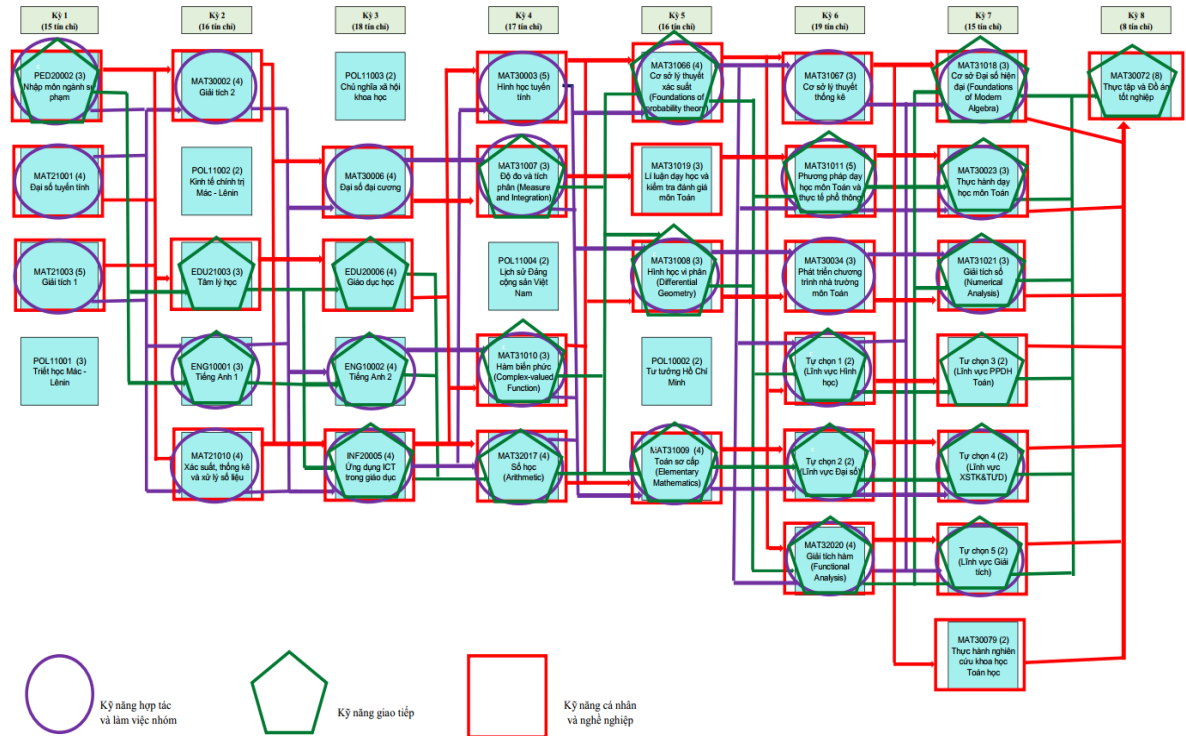 Kỳ 1
(15 tín chỉ)
Kỳ 2
(16 tín chỉ)
Kỳ 3
(18 tín chỉ)
Kỳ 4
(17 tín chỉ)
Kỳ 5
(16 tín chỉ)
Kỳ 6
(19 tín chỉ)
Kỳ 7
(15 tín chỉ)
Kỳ 8
(8 tín chỉ)
PED20002 (3)
Nhập môn ngành sư
phạm
MAT21001 (4)
Đại số tuyến tính
MAT21003 (5)
Giải tích 1
POL11001 (3)
Triết học Mác -
Lênin
MAT30002 (4)
Giải tích 2
POL11002 (2)
Kinh tế chính trị
Mác - Lênin
EDU21003 (3)
Tâm lý học
ENG10001 (3)
Tiếng Anh 1
MAT21010 (4)
Xác suất, thống kê
và xử lý số liệu
POL11003 (2)
Chủ nghĩa xã hội
khoa học
MAT30006 (4)
Đại số đại cương
EDU20006 (4)
Giáo dục học
ENG10002 (4)
Tiếng Anh 2
INF20005 (4)
Ứng dụng ICT
trong giáo dục
MAT30003 (5)
Hình học tuyến
tính
MAT31007 (3)
Độ đo và tích
phân (Measure
and Integration)
POL11004 (2)
Lịch sử Đảng
cộng sản Việt
Nam
MAT31010 (3)
Hàm biến phức
(Complex-valued
Function)
MAT32017 (4)
Số học
(Arithmetic)
MAT31066 (4)
Cơ sở lý thuyết
xác suất
(Foundations of
probability theory)
MAT31019 (3)
Lí luận dạy học và
kiểm tra đánh giá
môn Toán
MAT31008 (3)
Hình học vi phân
(Differential
Geometry)
POL10002 (2)
Tư tưởng Hồ Chí
Minh
MAT31009 (4)
Toán sơ cấp
(Elementary
Mathematics)
MAT31067 (3)
Cơ sở lý thuyết
thống kê
MAT31011 (5)
Phương pháp dạy
học môn Toán và
thực tế phổ thông
MAT30034 (3)
Phát triển chương
trình nhà trường
môn Toán
Tự chọn 1 (2)
(Lĩnh vực Hình
học)
Tự chọn 2 (2)
(Lĩnh vực Đại số)
MAT32020 (4)
Giải tích hàm
(Functional
Analysis)
MAT31018 (3)
Cơ sở Đại số hiện
đại (Foundations
of Modern
Algebra)
MAT30023 (3)
Thực hành dạy
học môn Toán
MAT31021 (3)
Giải tích số
(Numerical
Analysis)
Tự chọn 3 (2)
(Lĩnh vực PPDH
Toán)
Tự chọn 4 (2)
(Lĩnh vực
XSTK&TƯD)
Tự chọn 5 (2)
(Lĩnh vực Giải
tích)
MAT30079 (2)
Thực hành nghiên
cứu khoa học
Toán học
MAT30072 (8)
Thực tập và Đồ án
tốt nghiệp
Kỹ năng hợp tác
và làm việc nhóm
Kỹ năng giao tiếp
Kỹ năng cá nhân
và nghề nghiệp